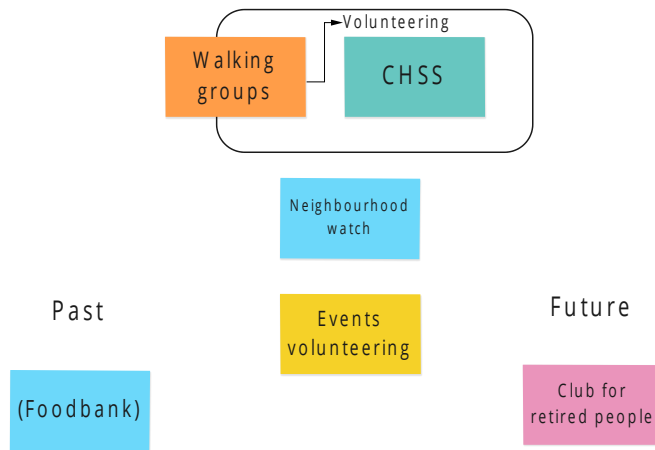 Volunteering
Walking
groups
CHSS
Neighbourhood
watch
Past
Future
Events
volunteering
(Foodbank)
Club for
retired people